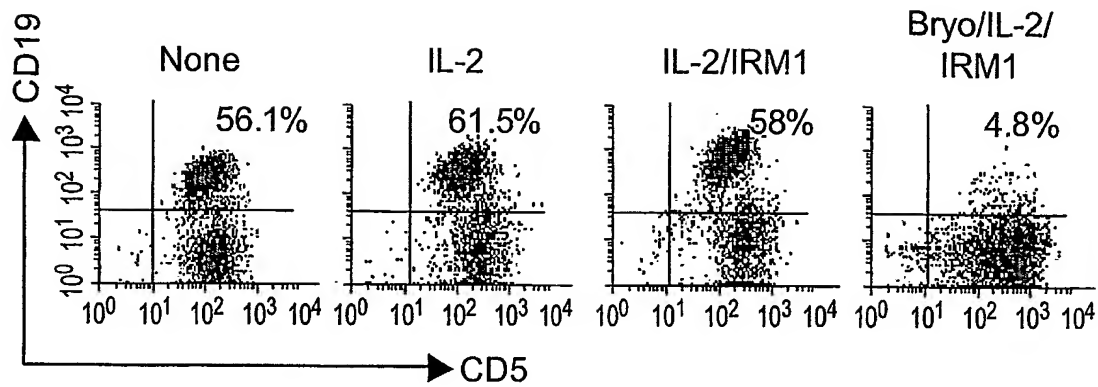 CD19
None
IL-2
IL-2/IRM1
Bryo/IL-2/
IRM1
56.1%
61.5%
58%
4.8%
10⁴
10³
10²
10¹
10⁰
10⁰ 10¹ 10² 10³ 10⁴
10⁰ 10¹ 10² 10³ 10⁴
10⁰ 10¹ 10² 10³ 10⁴
10⁰ 10¹ 10² 10³ 10⁴
CD5